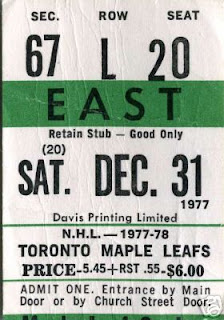 SEC. ROW SEAT
67 L 20
EAST
Retain Stub — Good Only
(20)
SAT. DEC. 31
1977
Davis Printing Limited
N.H.L.—1977-78
TORONTO MAPLE LEAFS
PRICE-5.45+RST .55-$6.00
ADMIT ONE. Entrance by Main
Door or by Church Street Door.